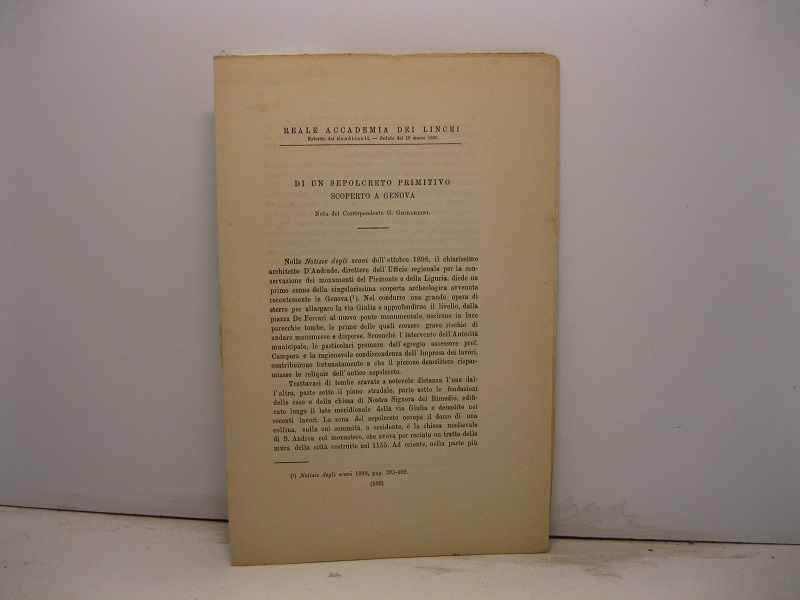 REALE ACCADEMIA DEI LINCEI
Estratto dai Rendiconti. — Seduta del 19 marzo 1899.
DI UN SEPOLCRETO PRIMITIVO
SCOPERTO A GENOVA
Nota del Corrispondente G. GHIRARDINI.
Nelle Notizie degli scavi dell'ottobre 1898, il chiarissimo
architetto D'Andrade, direttore dell'Ufficio regionale per la con-
servazione dei monumenti del Piemonte e della Liguria, diede un
primo cenno della singolarissima scoperta archeologica avvenuta
recentemente in Genova (¹). Nel condurre una grande opera di
sterro per allargare la via Giulia e approfondirne il livello, dalla
piazza De Ferrari al nuovo ponte monumentale, uscirono in luce
parecchie tombe, le prime delle quali corsero grave rischio di
andare manomesse e disperse. Senonchè l'intervento dell'Autorità
municipale, le particolari premure dell'egregio assessore prof.
Campora e la ragionevole condiscendenza dell'Impresa dei lavori,
contribuirono fortunatamente a che il piccone demolitore rispar-
miasse le reliquie dell'antico sepolcreto.
Trattavasi di tombe scavate a notevole distanza l'una dal-
l'altra, parte sotto il piano stradale, parte sotto le fondazioni
delle case e della chiesa di Nostra Signora del Rimedio, edifi-
cate lungo il lato meridionale della via Giulia e demolite nei
recenti lavori. La zona del sepolcreto occupa il dorso di una
collina, sulla cui sommità, a occidente, è la chiesa medievale
di S. Andrea col monastero, che aveva per recinto un tratto delle
mura della città costrutte nel 1155. Ad oriente, nella parte più
(¹) Notizie degli scavi 1898, pag. 395-402.
(102)